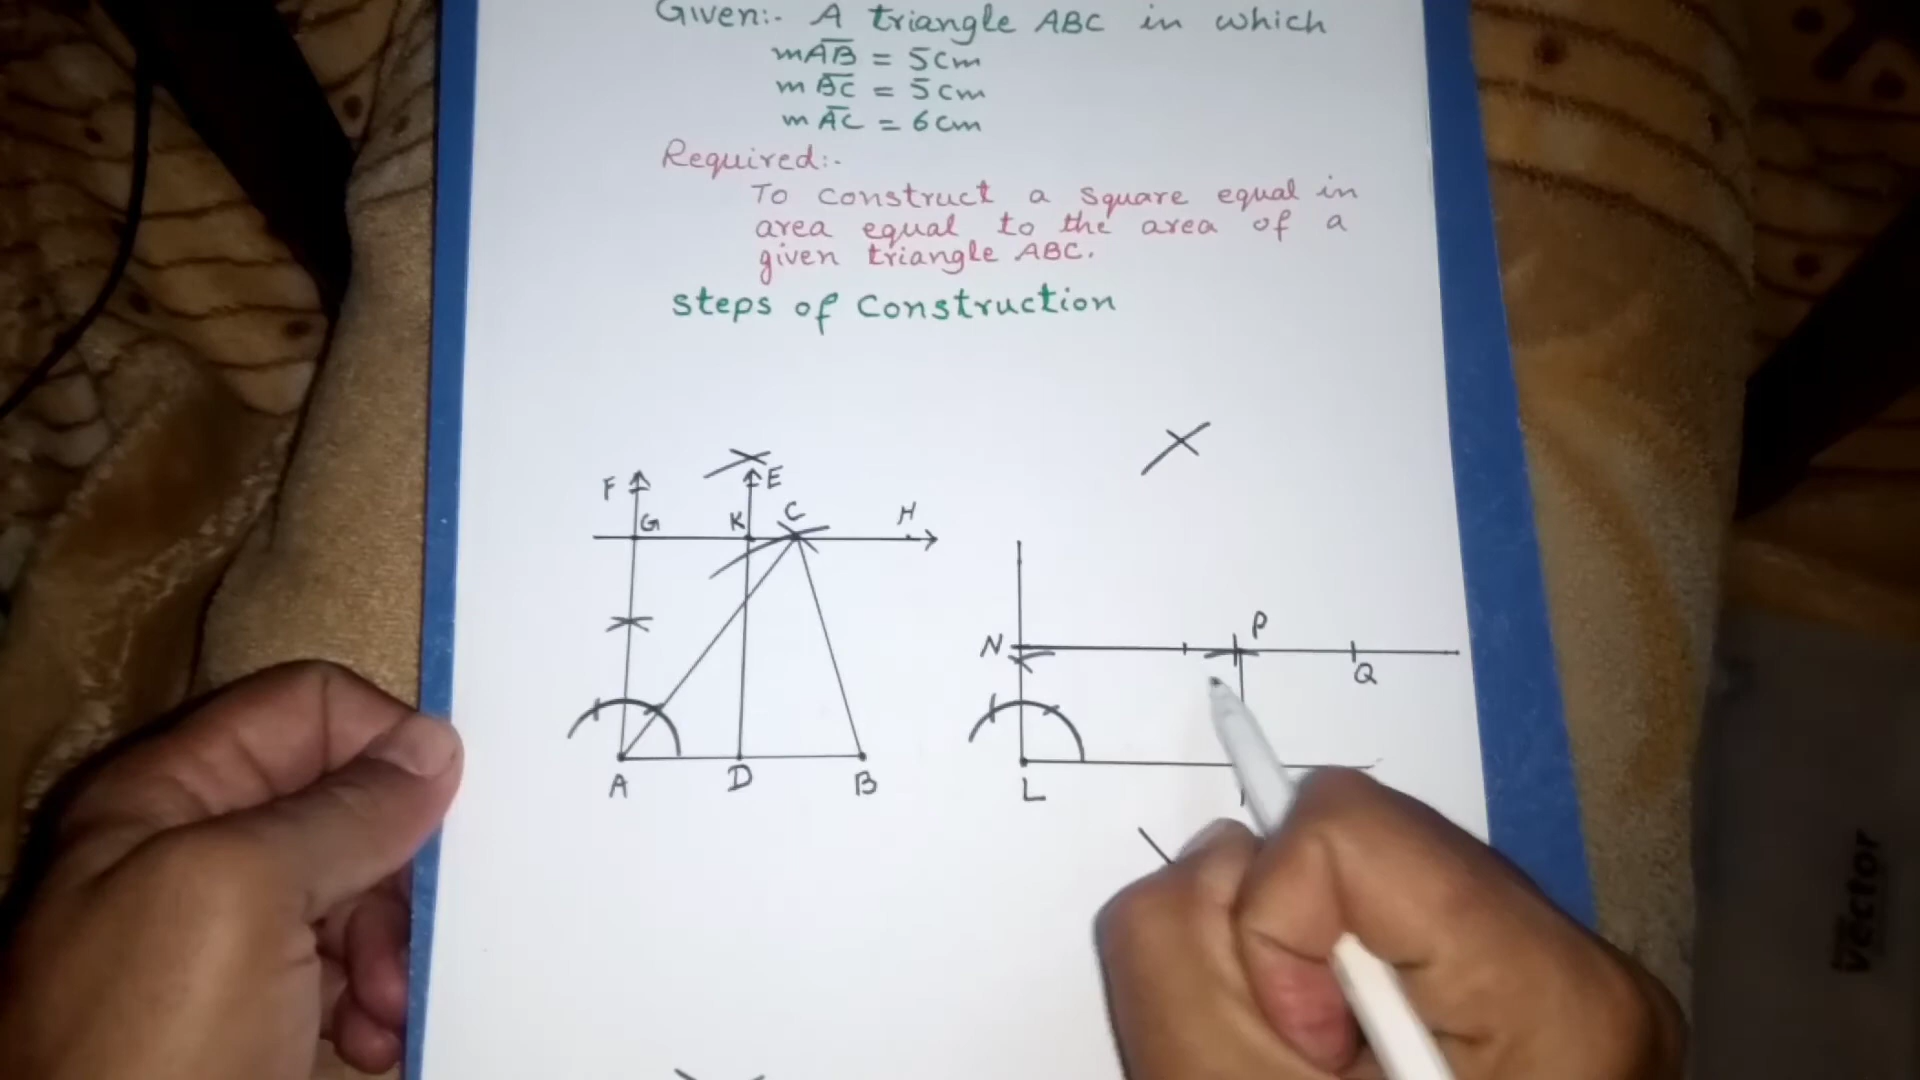 Given:- A triangle ABC in which
mAB = 5cm
mBC = 5cm
mAC = 6cm
Required:-
To construct a square equal in
area equal to the area of a
given triangle ABC.
Steps of Construction
F E
G K C H
N P
Q
A D B L
Vector